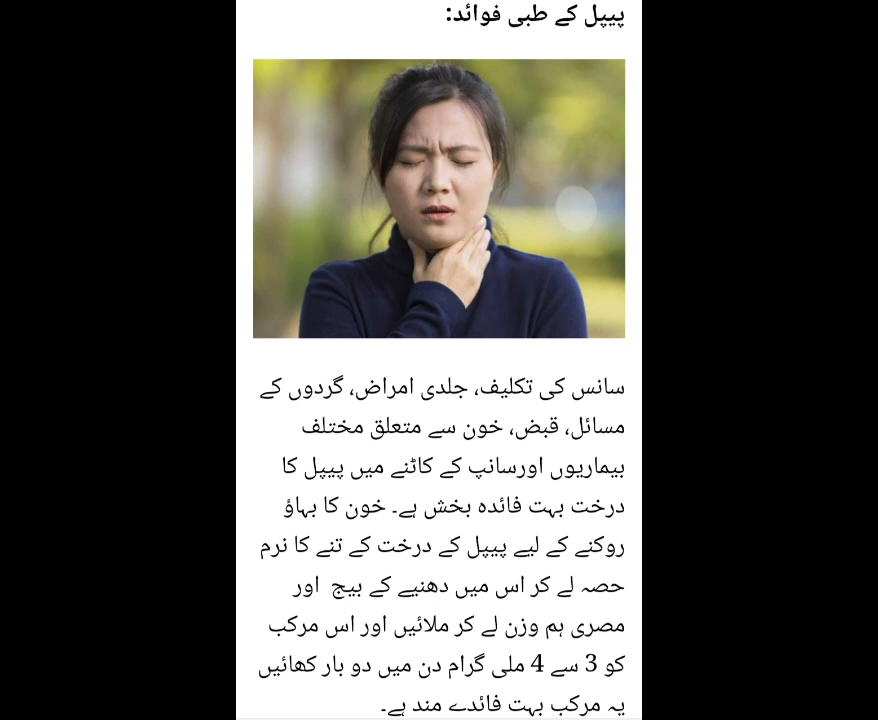 پیپل کے طبی فوائد:
سانس کی تکلیف، جلدی امراض، گردوں کے
مسائل، قبض، خون سے متعلق مختلف
بیماریوں اورسانپ کے کاٹنے میں پیپل کا
درخت بہت فائدہ بخش ہے۔ خون کا بہاؤ
روکنے کے لیے پیپل کے درخت کے تنے کا نرم
حصہ لے کر اس میں دھنیے کے بیج  اور
مصری ہم وزن لے کر ملائیں اور اس مرکب
کو 3 سے 4 ملی گرام دن میں دو بار کھائیں
یہ مرکب بہت فائدے مند ہے۔